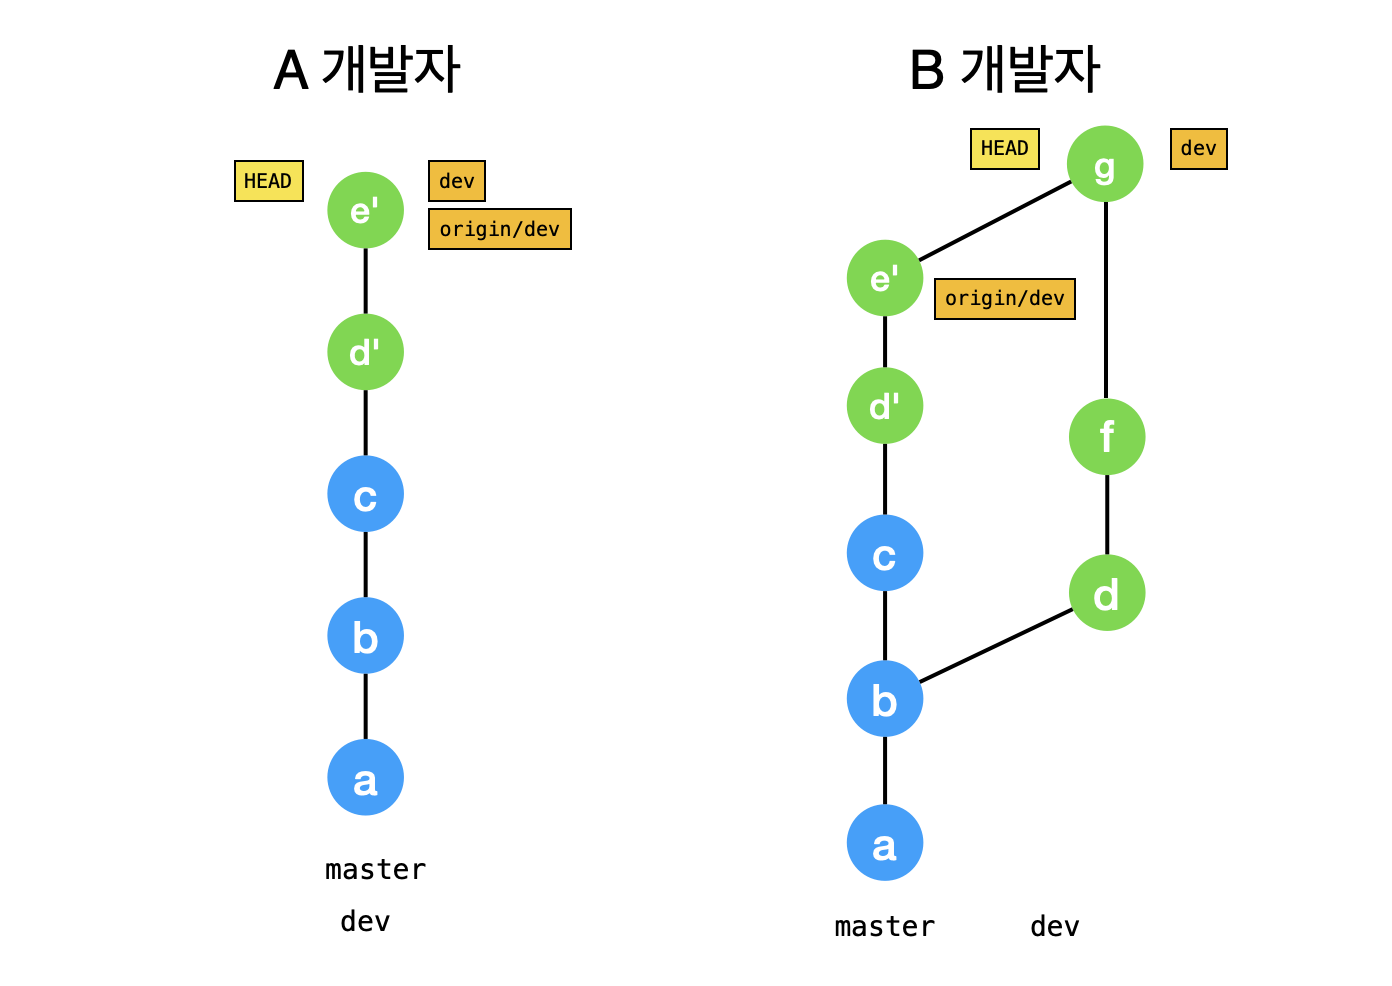 A 개발자
HEAD
e'
dev
origin/dev
d'
c
b
a
master
dev
B 개발자
HEAD
g
dev
e'
origin/dev
d'
f
c
d
b
a
master
dev